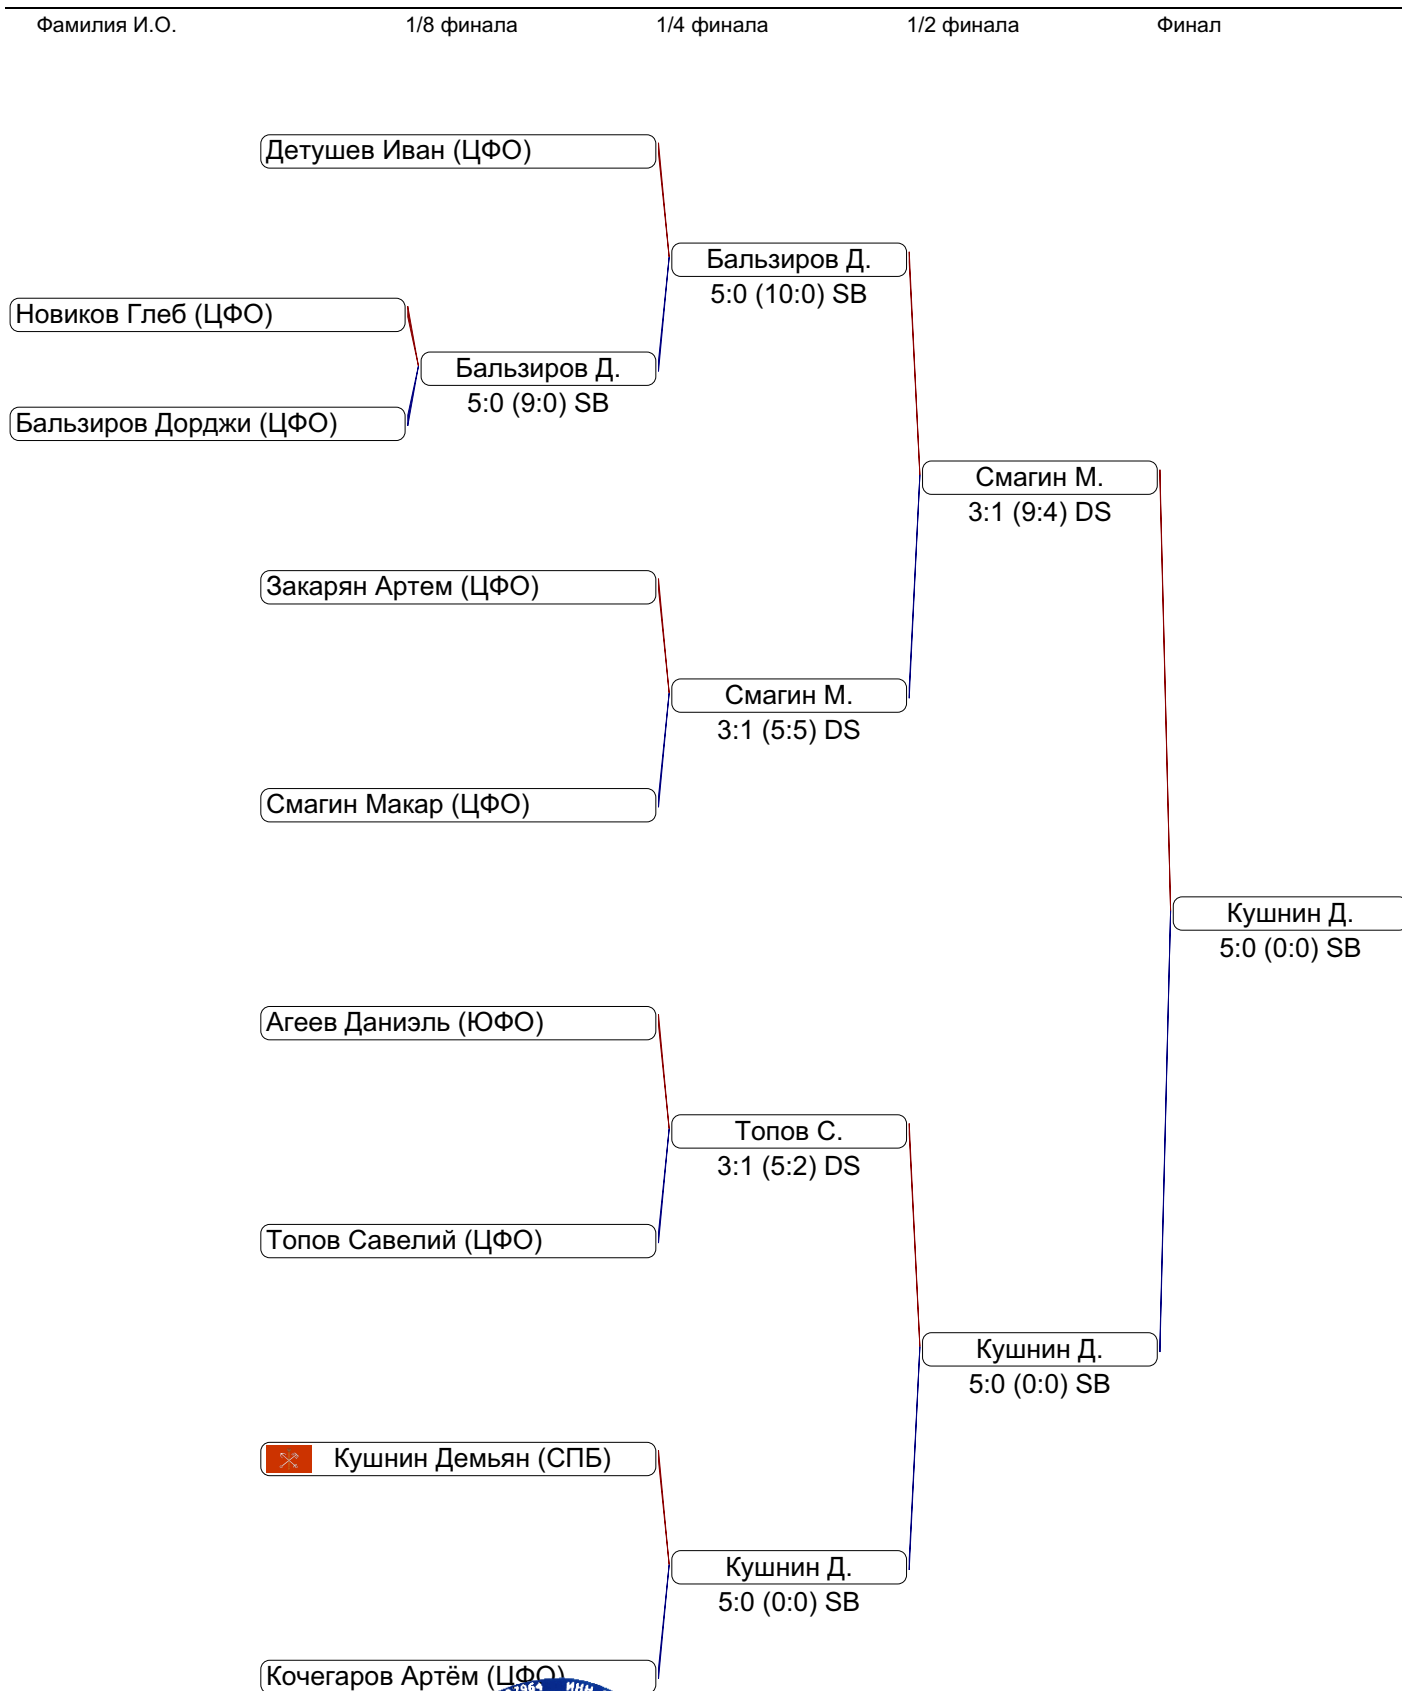 Фамилия И.О. 1/8 финала 1/4 финала 1/2 финала Финал
Детушев Иван (ЦФО)
Бальзиров Д.
5:0 (10:0) SB
Новиков Глеб (ЦФО)
Бальзиров Д.
5:0 (9:0) SB
Бальзиров Дорджи (ЦФО)
Смагин М.
3:1 (9:4) DS
Закарян Артем (ЦФО)
Смагин М.
3:1 (5:5) DS
Смагин Макар (ЦФО)
Кушнин Д.
5:0 (0:0) SB
Агеев Даниэль (ЮФО)
Топов С.
3:1 (5:2) DS
Топов Савелий (ЦФО)
Кушнин Д.
5:0 (0:0) SB
Кушнин Демьян (СПБ)
Кушнин Д.
5:0 (0:0) SB
Кочегаров Артём (ЦФО)
ИНН